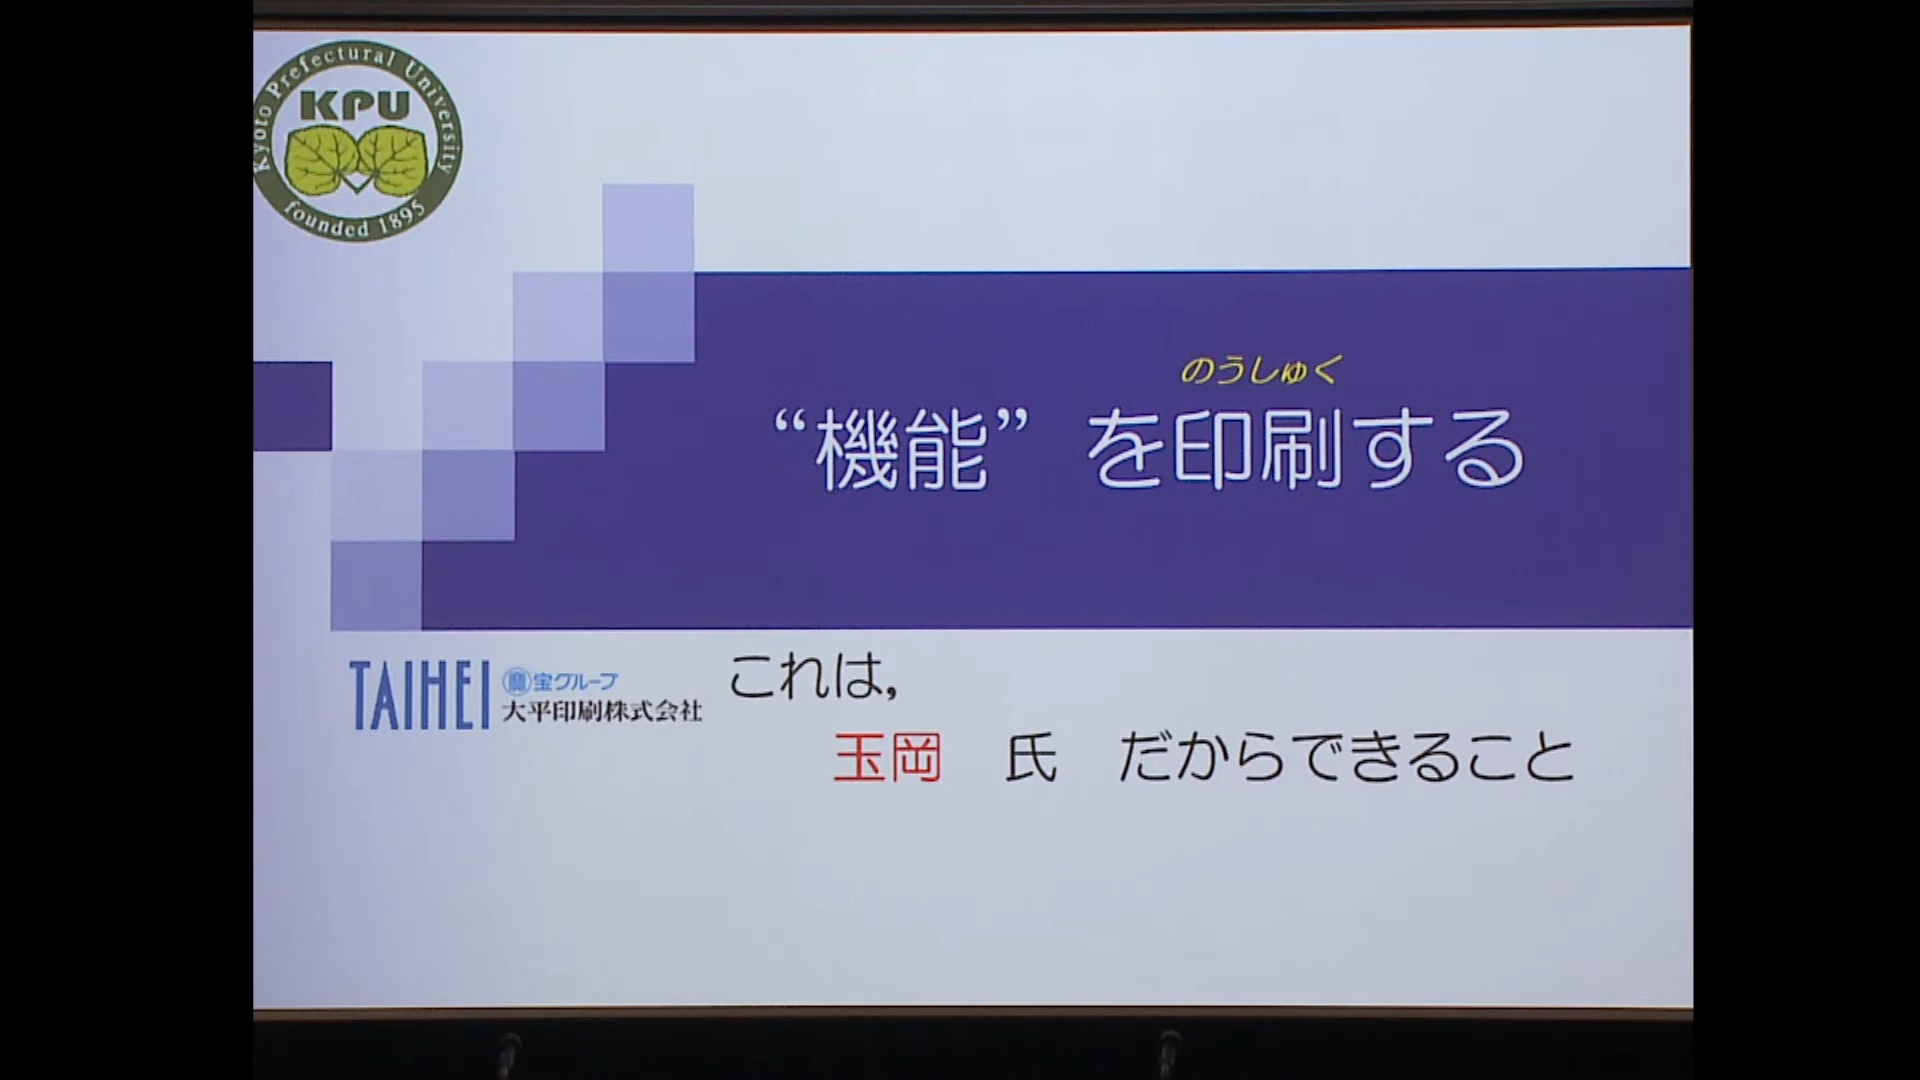 Kyoto Prefectural University
KPU
founded 1895
のうしゅく
“機能”を印刷する
TAIHEI
宝グループ
大平印刷株式会社
これは,
玉岡 氏 だからできること